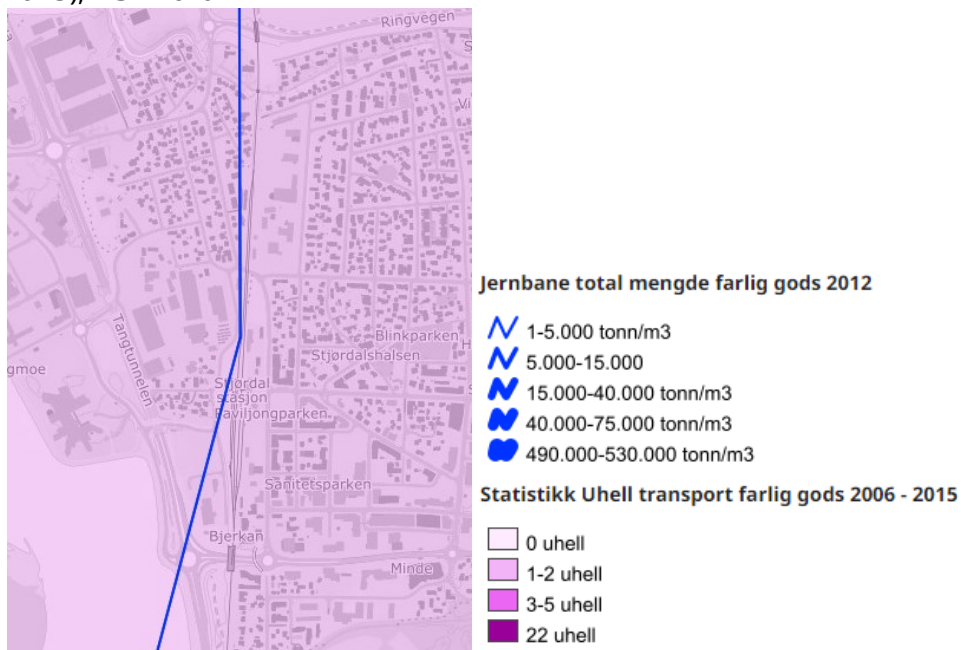 Ringvegen
Tangtunnelen
Blinkparken
Stjørdalshalsen
gmoe
Stjørdal
stasjon
Paviljongparken
Sanitetsparken
Bjerkan
Minde
Jernbane total mengde farlig gods 2012
1-5.000 tonn/m3
5.000-15.000
15.000-40.000 tonn/m3
40.000-75.000 tonn/m3
490.000-530.000 tonn/m3
Statistikk Uhell transport farlig gods 2006 - 2015
0 uhell
1-2 uhell
3-5 uhell
22 uhell